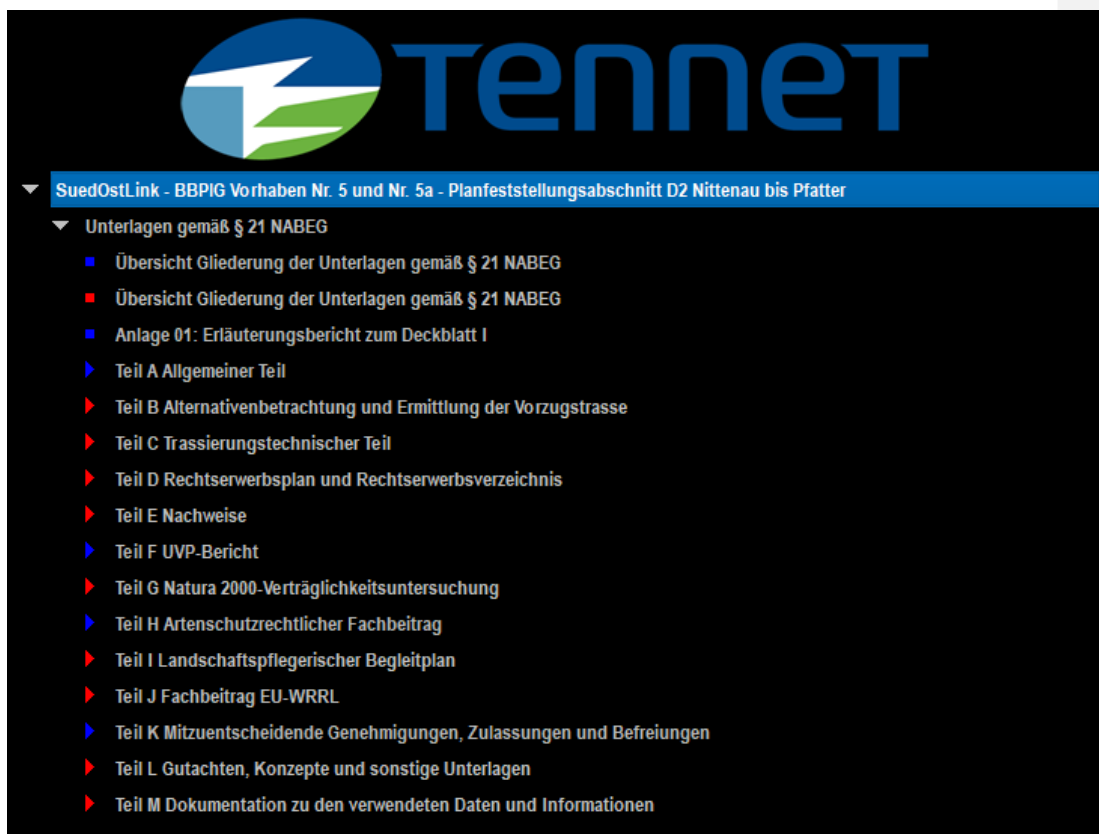 TenneT
SuedOstLink - BBPlG Vorhaben Nr. 5 und Nr. 5a - Planfeststellungsabschnitt D2 Nittenau bis Pfatter
Unterlagen gemäß § 21 NABEG
Übersicht Gliederung der Unterlagen gemäß § 21 NABEG
Übersicht Gliederung der Unterlagen gemäß § 21 NABEG
Anlage 01: Erläuterungsbericht zum Deckblatt I
Teil A Allgemeiner Teil
Teil B Alternativenbetrachtung und Ermittlung der Vorzugstrasse
Teil C Trassierungstechnischer Teil
Teil D Rechtserwerbsplan und Rechtserwerbsverzeichnis
Teil E Nachweise
Teil F UVP-Bericht
Teil G Natura 2000-Verträglichkeitsuntersuchung
Teil H Artenschutzrechtlicher Fachbeitrag
Teil I Landschaftspflegerischer Begleitplan
Teil J Fachbeitrag EU-WRRL
Teil K Mitzuentscheidende Genehmigungen, Zulassungen und Befreiungen
Teil L Gutachten, Konzepte und sonstige Unterlagen
Teil M Dokumentation zu den verwendeten Daten und Informationen